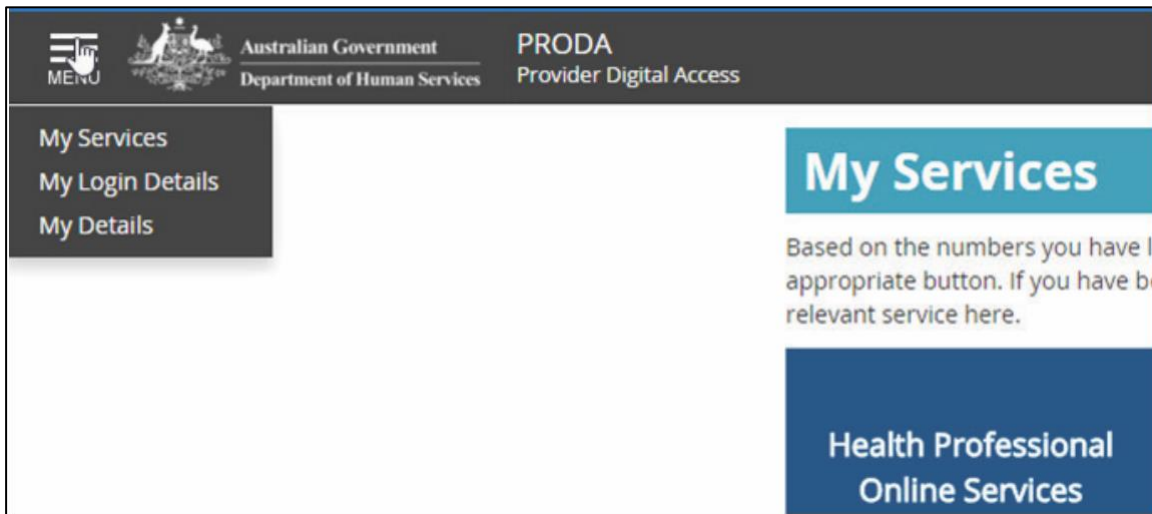 MENU
Australian Government
Department of Human Services
PRODA
Provider Digital Access
My Services
My Login Details
My Details
My Services
Based on the numbers you have
appropriate button. If you have
relevant service here.
Health Professional
Online Services